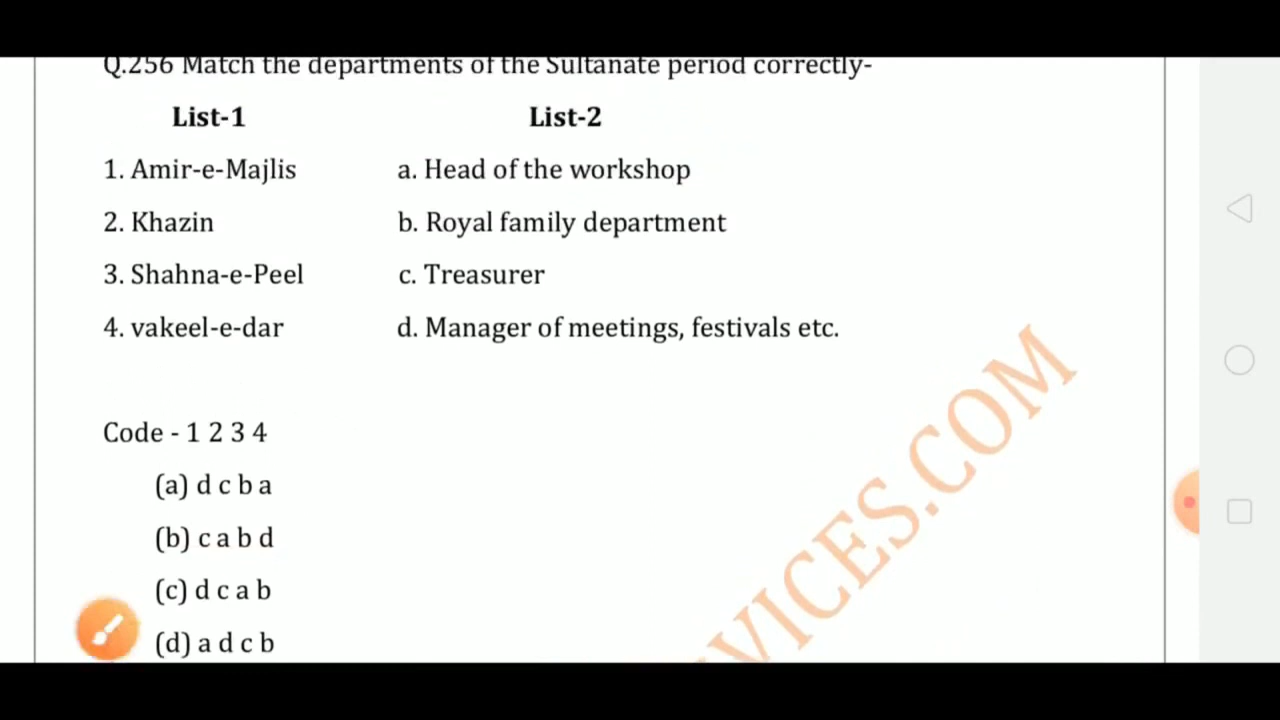 Q.256 Match the departments of the Sultanate period correctly-
List-1 List-2
1. Amir-e-Majlis a. Head of the workshop
2. Khazin b. Royal family department
3. Shahna-e-Peel c. Treasurer
4. vakeel-e-dar d. Manager of meetings, festivals etc.
Code - 1 2 3 4
(a) d c b a
(b) c a b d
(c) d c a b
(d) a d c b
VICES.COM